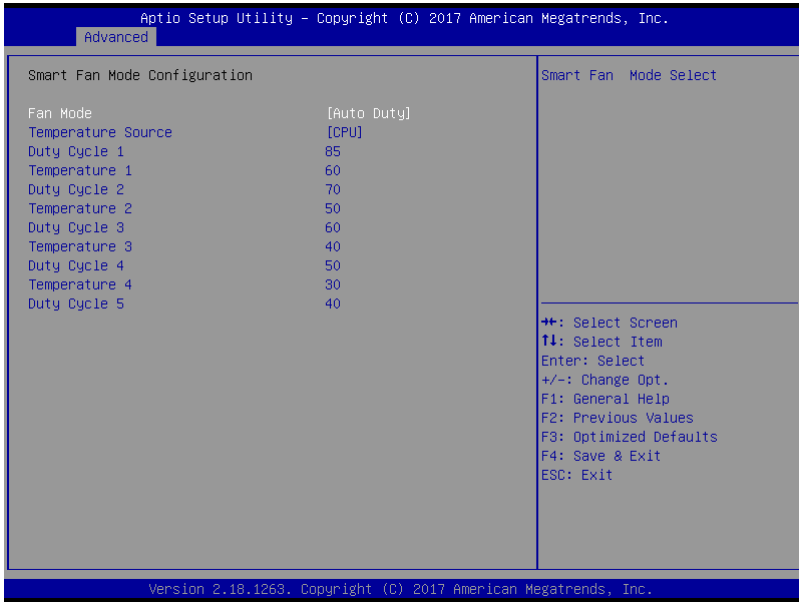 Aptio Setup Utility – Copyright (C) 2017 American Megatrends, Inc.
Advanced
Smart Fan Mode Configuration
Fan Mode [Auto Duty]
Temperature Source [CPU]
Duty Cycle 1 85
Temperature 1 60
Duty Cycle 2 70
Temperature 2 50
Duty Cycle 3 60
Temperature 3 40
Duty Cycle 4 50
Temperature 4 30
Duty Cycle 5 40
Smart Fan Mode Select
→←: Select Screen
↑↓: Select Item
Enter: Select
+/-: Change Opt.
F1: General Help
F2: Previous Values
F3: Optimized Defaults
F4: Save & Exit
ESC: Exit
Version 2.18.1263. Copyright (C) 2017 American Megatrends, Inc.